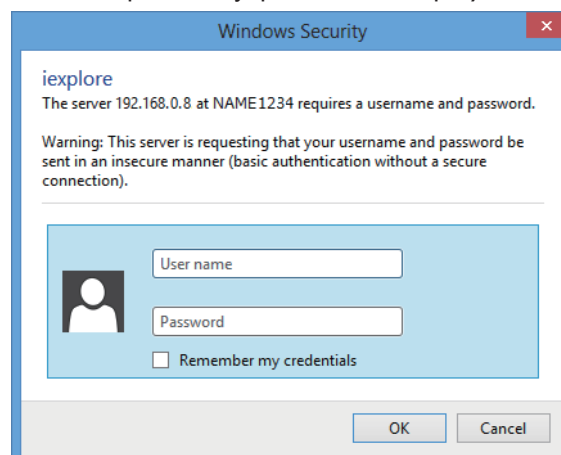 Windows Security
iexplore
The server 192.168.0.8 at NAME1234 requires a username and password.
Warning: This server is requesting that your username and password be
sent in an insecure manner (basic authentication without a secure
connection).
User name
Password
Remember my credentials
OK Cancel